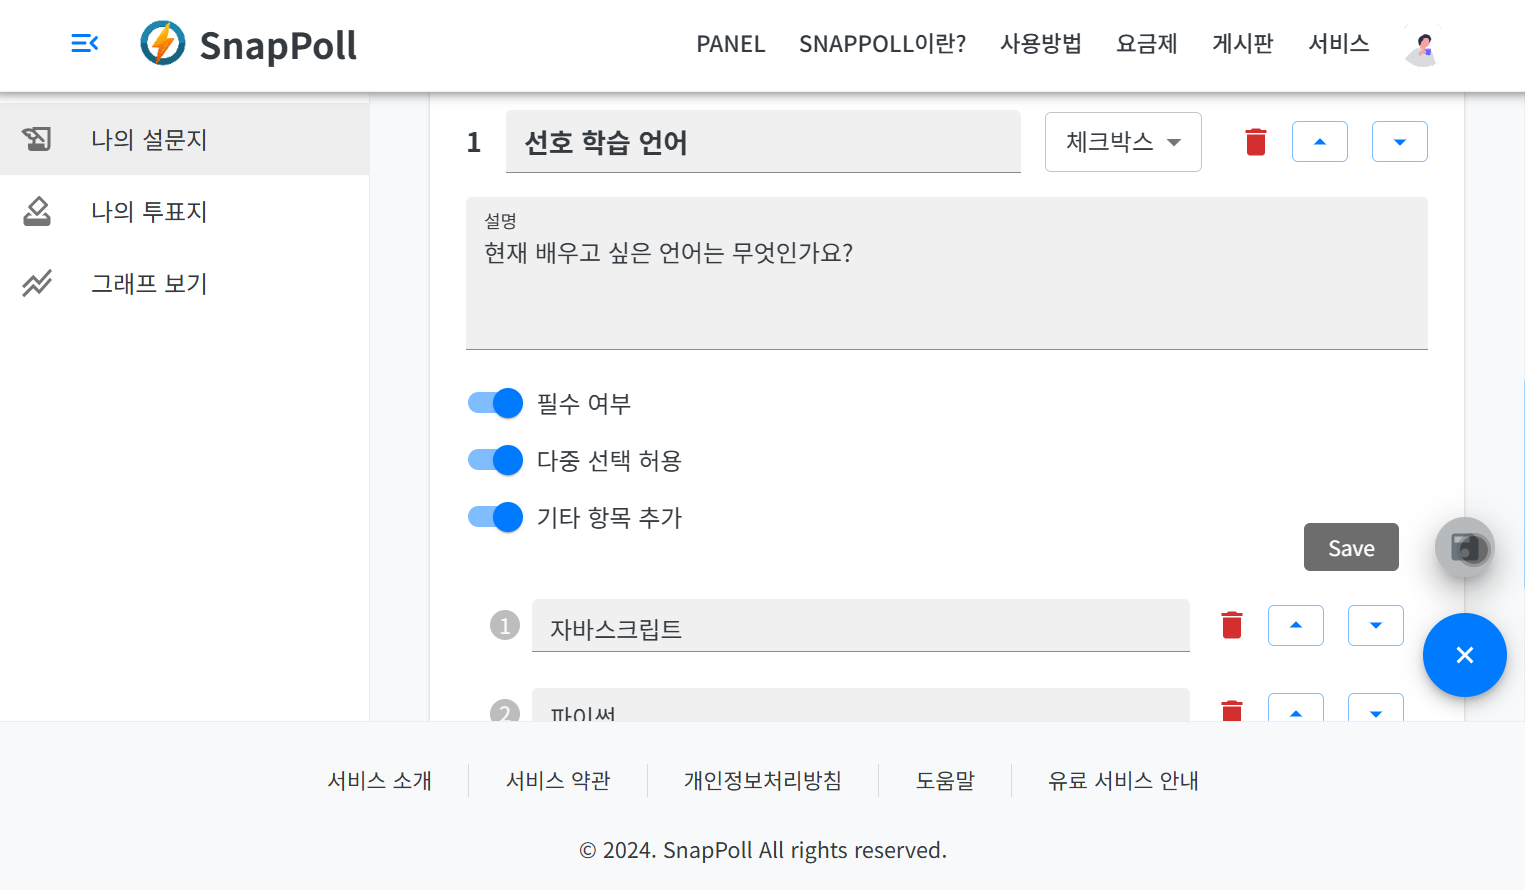 SnapPoll
PANEL SNAPPOLL이란? 사용방법 요금제 게시판 서비스
나의 설문지
나의 투표지
그래프 보기
1 선호 학습 언어 체크박스
설명
현재 배우고 싶은 언어는 무엇인가요?
필수 여부
다중 선택 허용
기타 항목 추가
Save
1 자바스크립트
2 파이썬
서비스 소개 서비스 약관 개인정보처리방침 도움말 유료 서비스 안내
© 2024. SnapPoll All rights reserved.